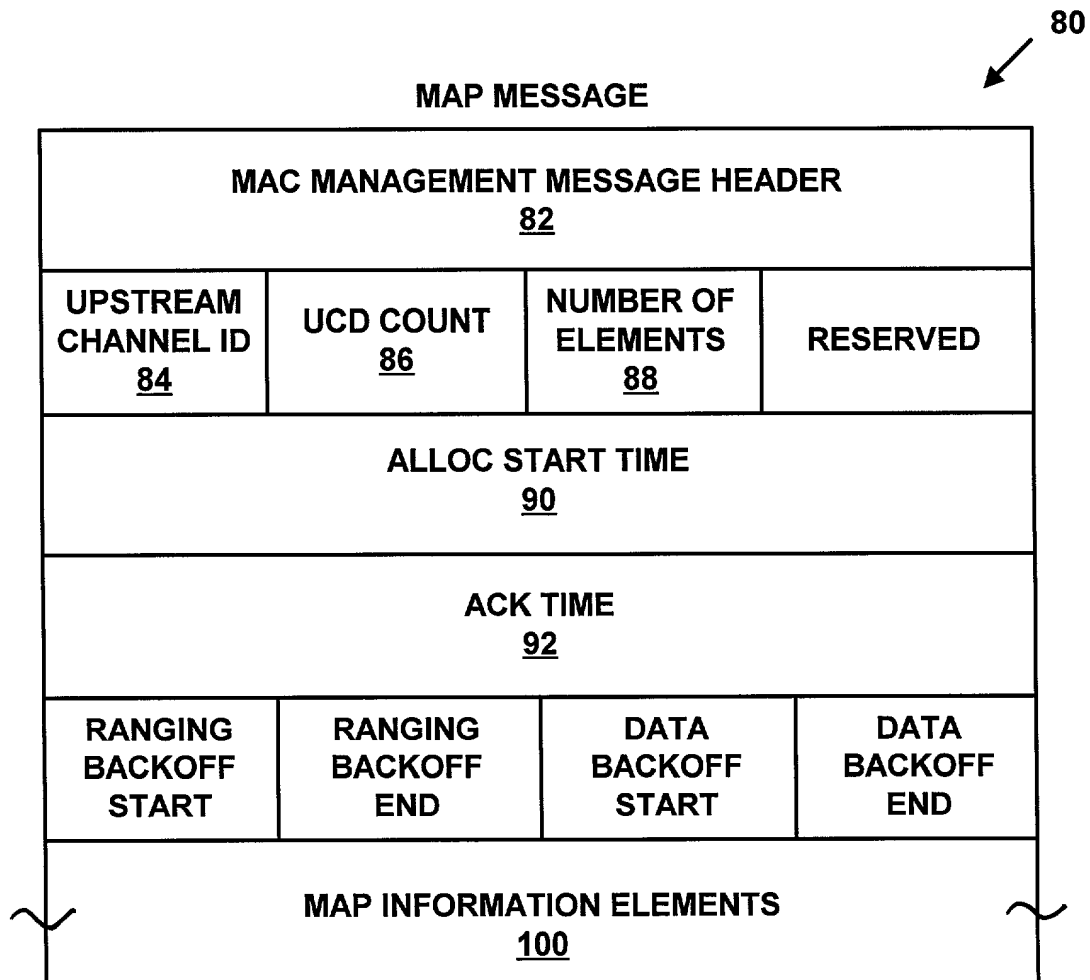 80
MAP MESSAGE
MAC MANAGEMENT MESSAGE HEADER
82
UPSTREAM
CHANNEL ID
84
UCD COUNT
86
NUMBER OF
ELEMENTS
88
RESERVED
ALLOC START TIME
90
ACK TIME
92
RANGING
BACKOFF
START
RANGING
BACKOFF
END
DATA
BACKOFF
START
DATA
BACKOFF
END
MAP INFORMATION ELEMENTS
100